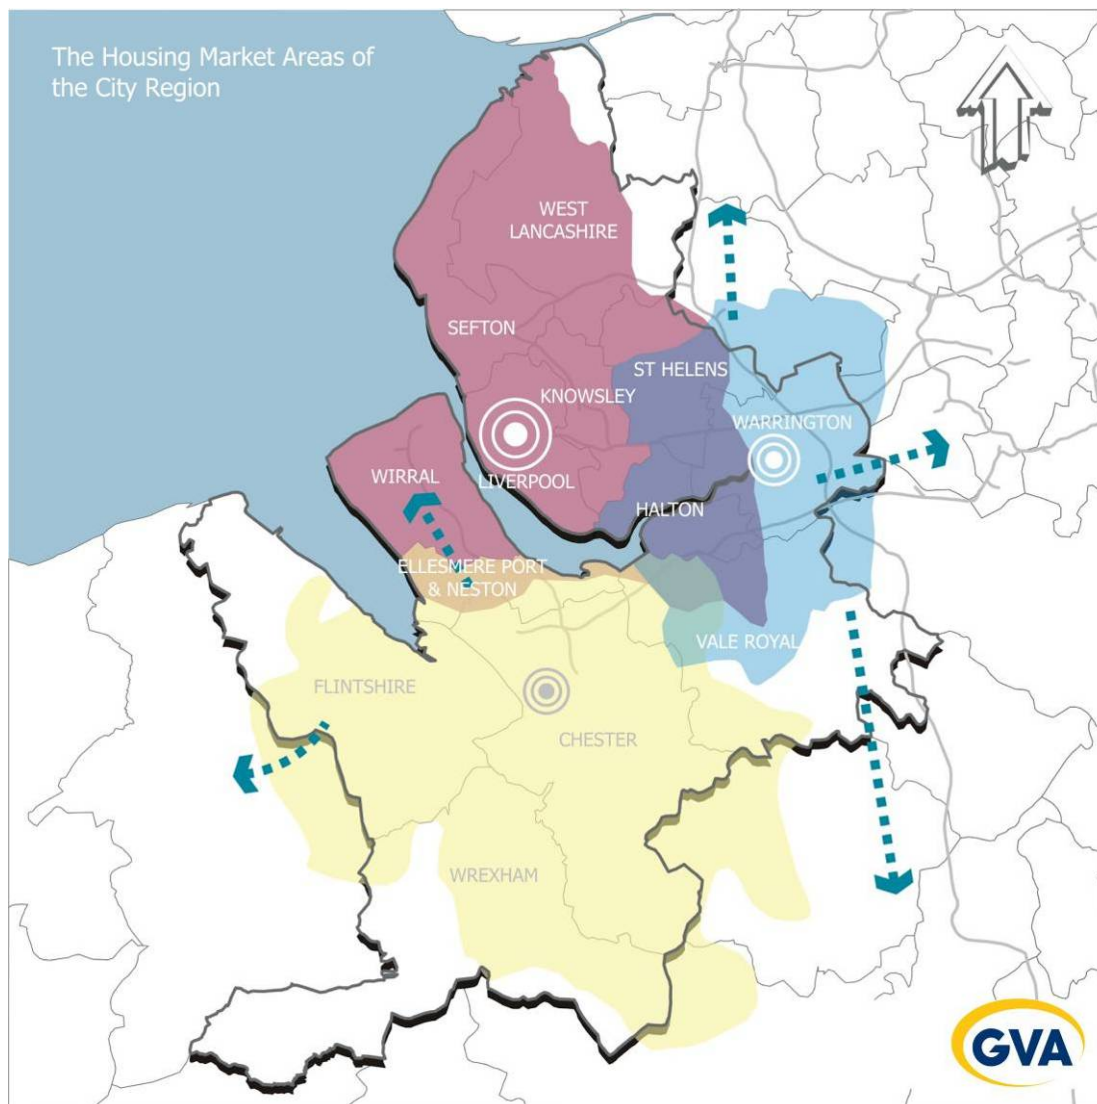 The Housing Market Areas of
the City Region
WEST
LANCASHIRE
SEFTON
ST HELENS
KNOWSLEY
WARRINGTON
WIRRAL
LIVERPOOL
HALTON
ELLESMERE PORT
& NESTON
VALE ROYAL
FLINTSHIRE
CHESTER
WREXHAM
GVA